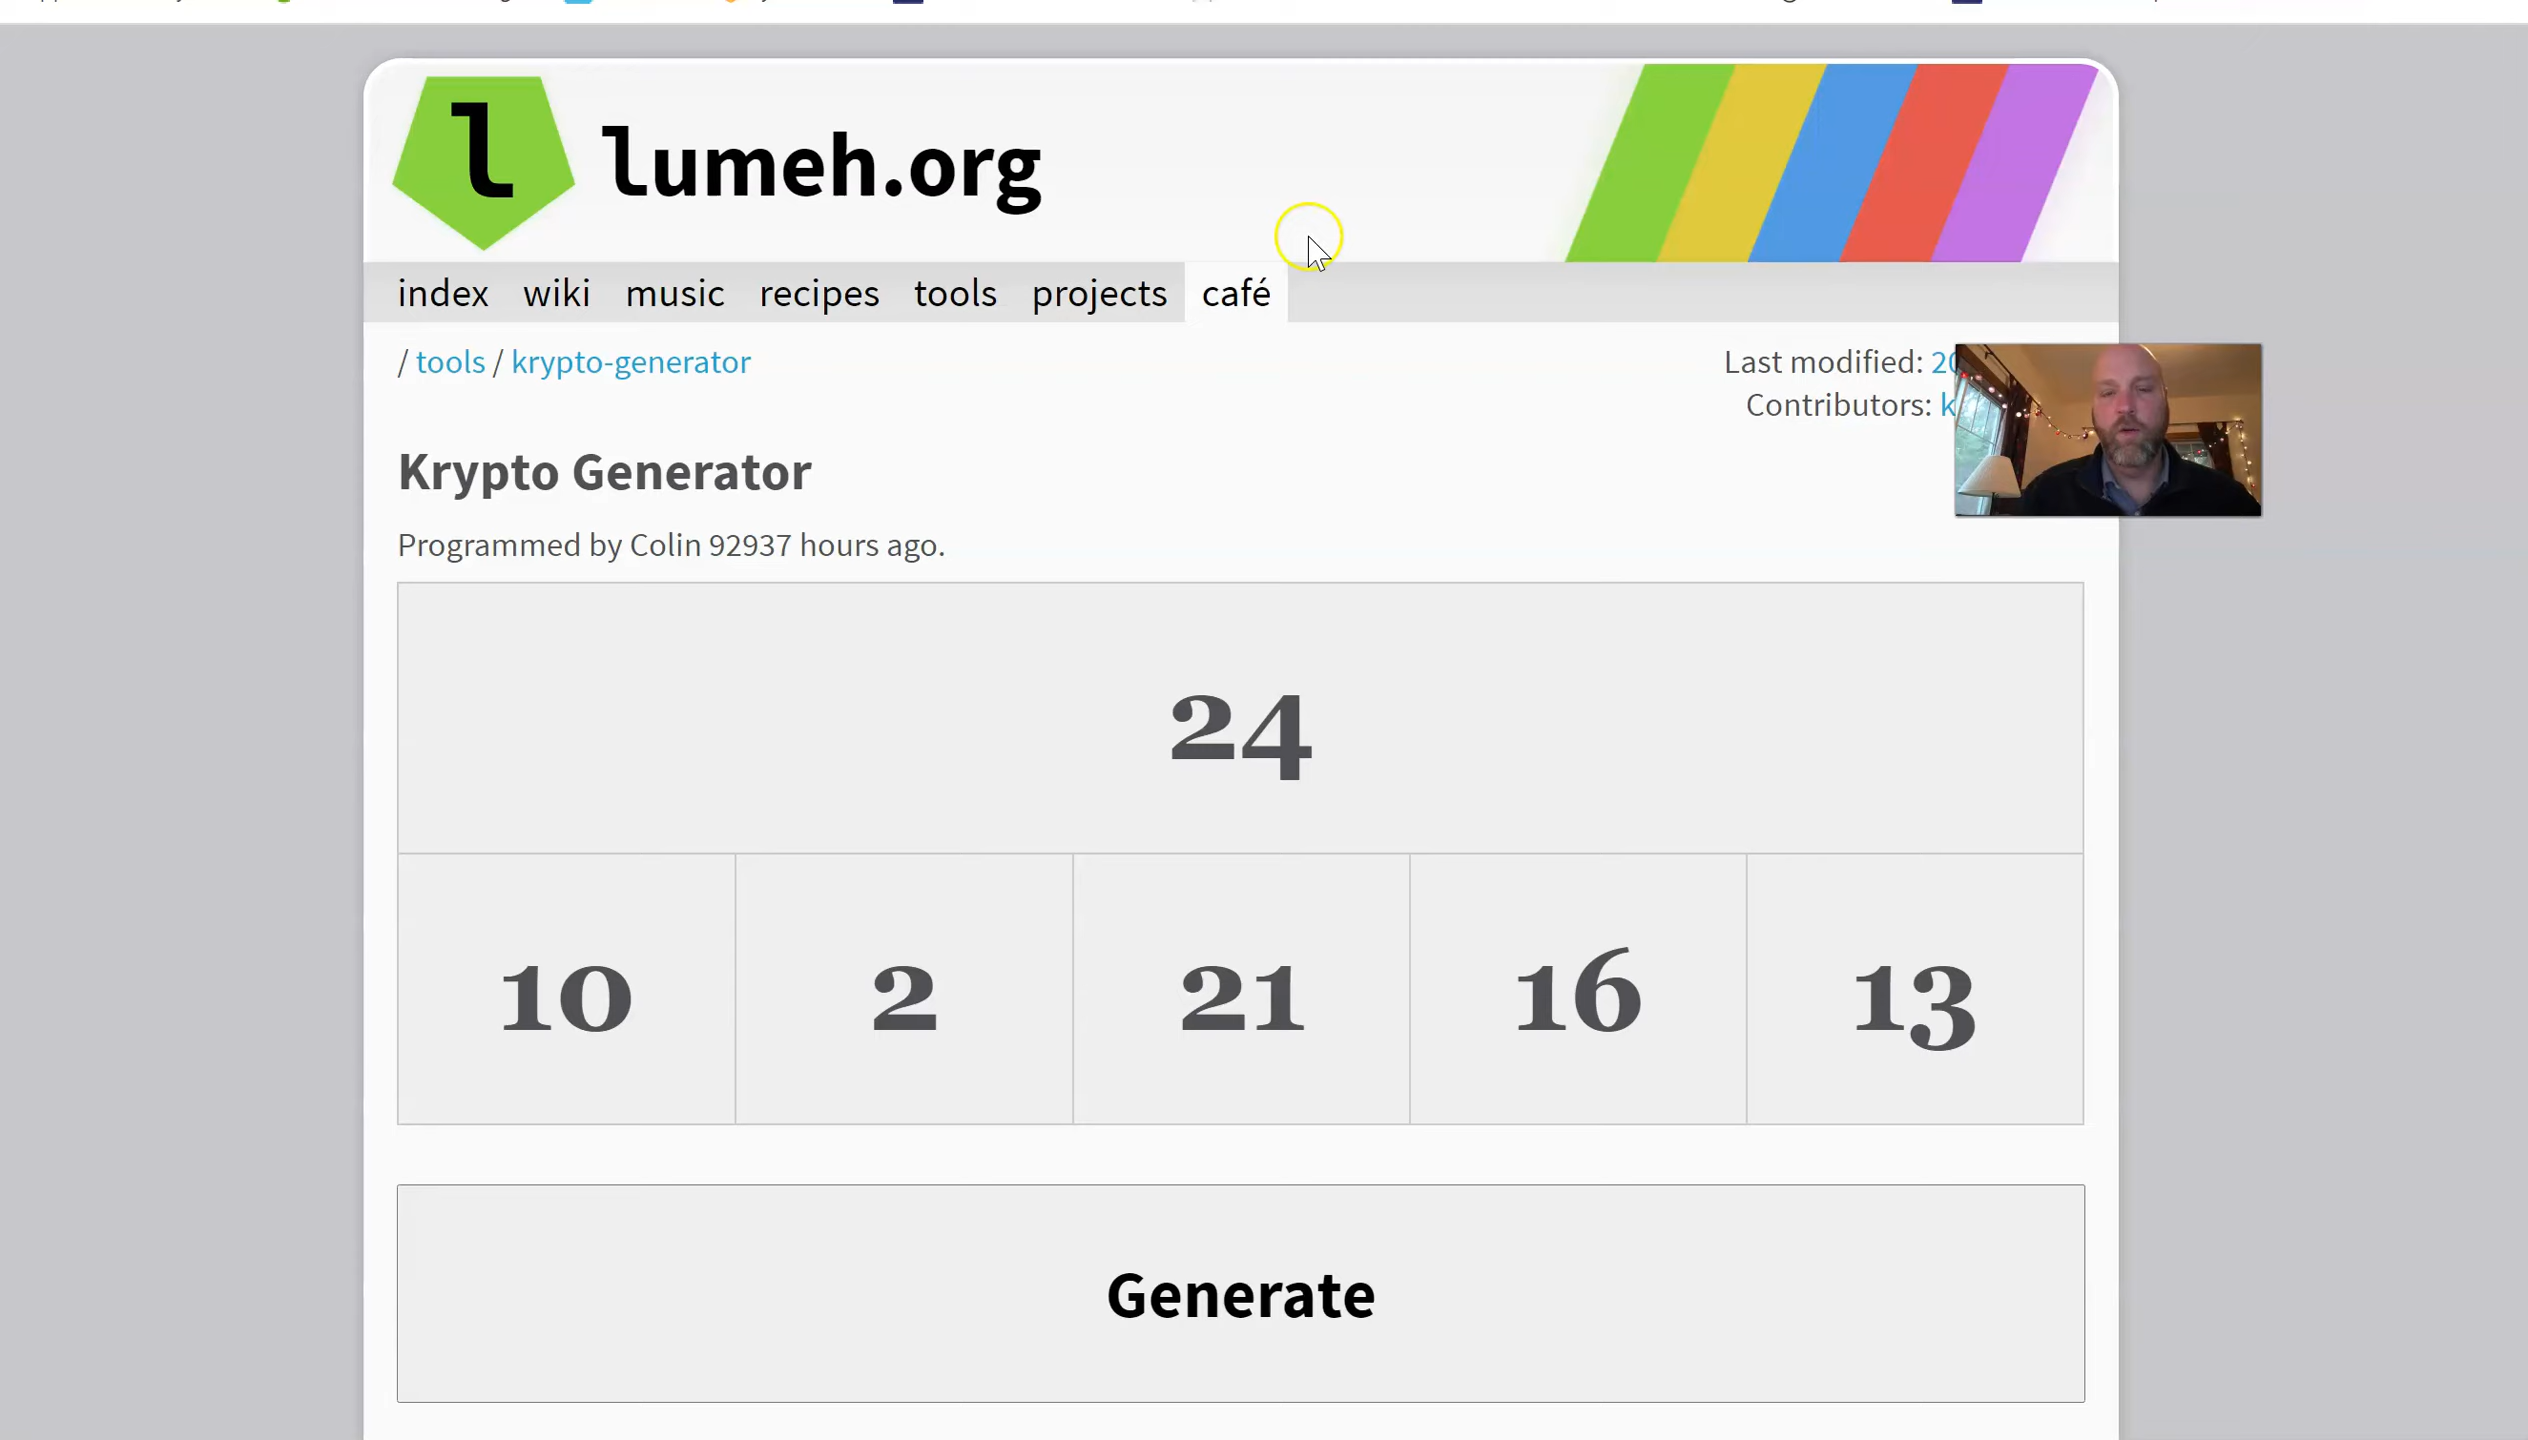 l lumeh.org
index wiki music recipes tools projects café
/ tools / krypto-generator
Last modified: 20
Contributors: k
Krypto Generator
Programmed by Colin 92937 hours ago.
24
10 2 21 16 13
Generate